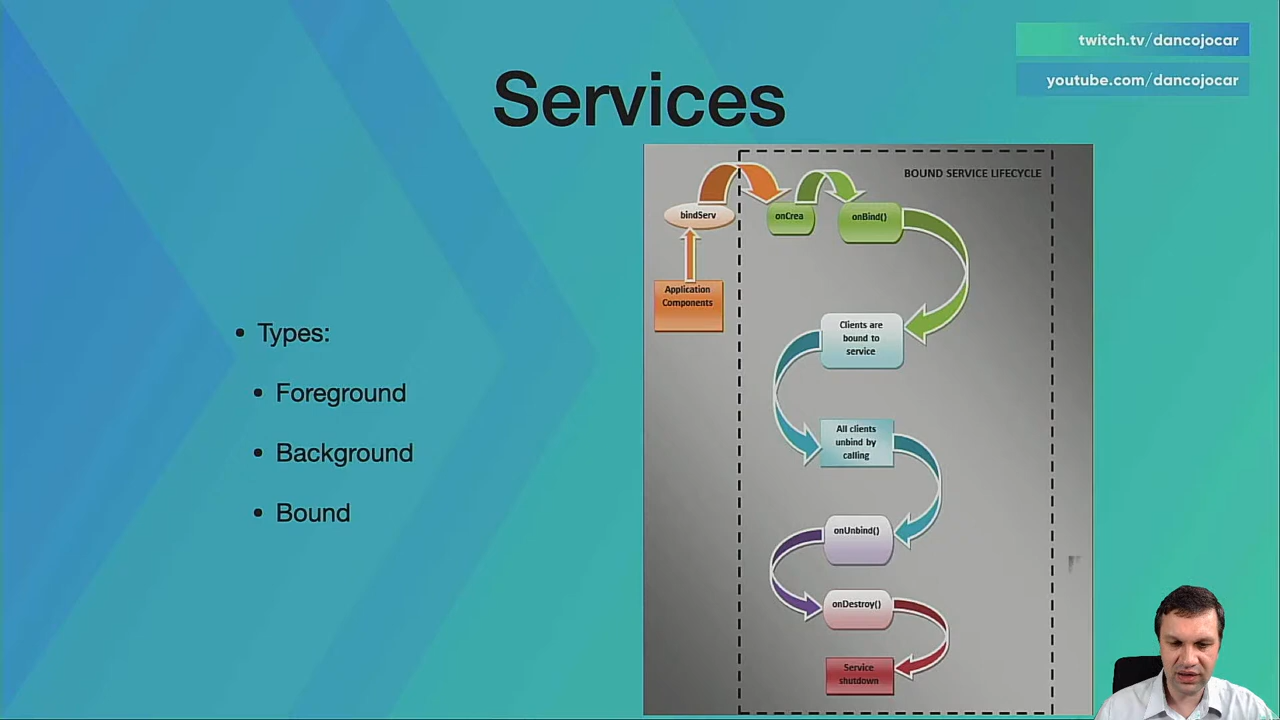 twitch.tv/dancojocar
youtube.com/dancojocar
Services
• Types:
• Foreground
• Background
• Bound
BOUND SERVICE LIFECYCLE
bindServ
onCrea
onBind()
Application
Components
Clients are
bound to
service
All clients
unbind by
calling
onUnbind()
onDestroy()
Service
shutdown